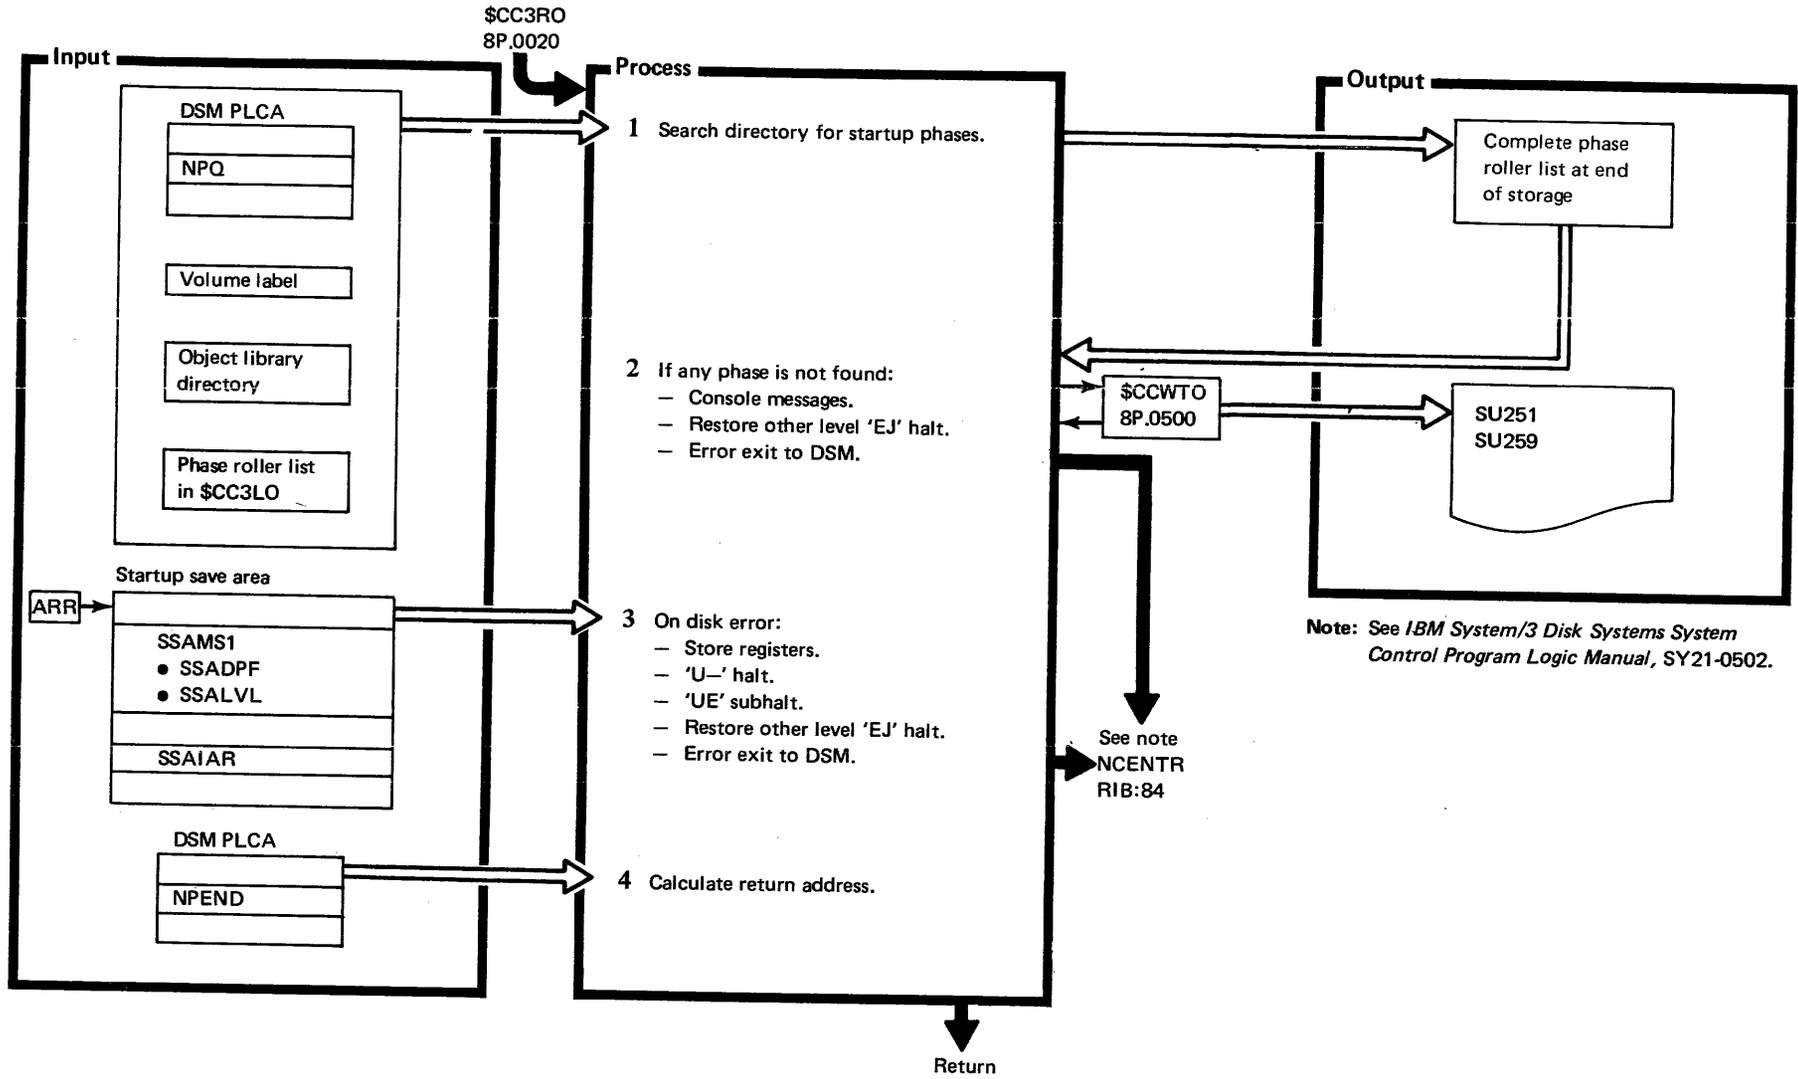 $CC3RO
8P.0020
Input
DSM PLCA
NPQ
Volume label
Object library
directory
Phase roller list
in $CC3LO
Startup save area
ARR
SSAMS1
● SSADPF
● SSALVL
SSAIAR
DSM PLCA
NPEND
Process
1 Search directory for startup phases.
2 If any phase is not found:
— Console messages.
— Restore other level ‘EJ’ halt.
— Error exit to DSM.
3 On disk error:
— Store registers.
— ‘U—’ halt.
— ‘UE’ subhalt.
— Restore other level ‘EJ’ halt.
— Error exit to DSM.
4 Calculate return address.
Return
$CCWTO
8P.0500
See note
NCENTR
RIB:84
Output
Complete phase
roller list at end
of storage
SU251
SU259
Note: See IBM System/3 Disk Systems System
Control Program Logic Manual, SY21-0502.